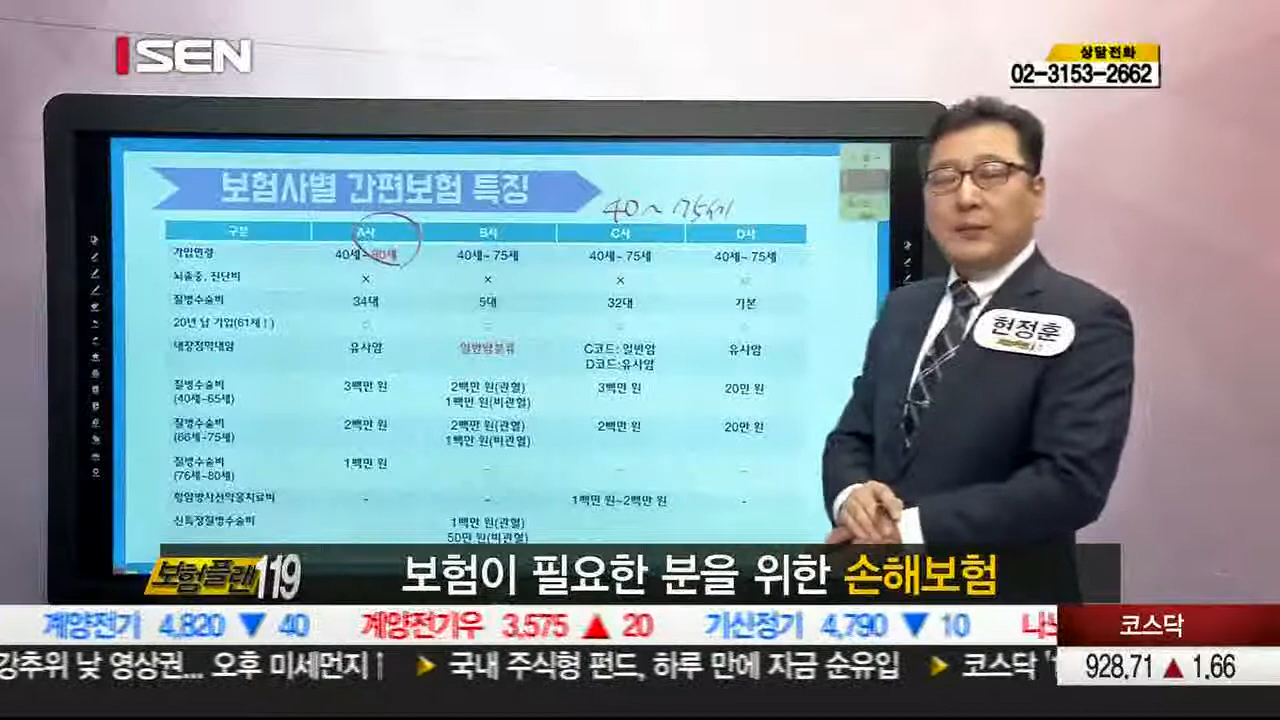 SEN
상담전화
02-3153-2662
보험사별 간편보험 특징
40~75세
구분 A사 B사 C사 D사
가입연령 40세~80세 40세~75세 40세~75세 40세~75세
뇌졸중, 진단비 × × ×
질병수술비 34대 5대 32대 기본
20년 납 가입(61세↑)
대장점막내암 유사암 일반암분류 C코드: 일반암 유사암
D코드:유사암
질병수술비 3백만 원 2백만 원(관혈) 3백만 원 20만 원
(40세~65세) 1백만 원(비관혈)
질병수술비 2백만 원 2백만 원(관혈) 2백만 원 20만 원
(66세~75세) 1백만 원(비관혈)
질병수술비 1백만 원 - - -
(76세~80세)
항암방사선약물치료비 - - 1백만 원~2백만 원 -
신특정질병수술비 1백만 원(관혈)
50만 원(비관혈)
현정훈
보험플랜119
보험이 필요한 분을 위한 손해보험
계양전기 4,820 ▼ 40 계양전기우 3,575 ▲ 20 가산정기 4,790 ▼ 10
코스닥
강추위 낮 영상권... 오후 미세먼지↑ ▶ 국내 주식형 펀드, 하루 만에 자금 순유입 ▶ 코스닥
928.71 ▲ 1.66